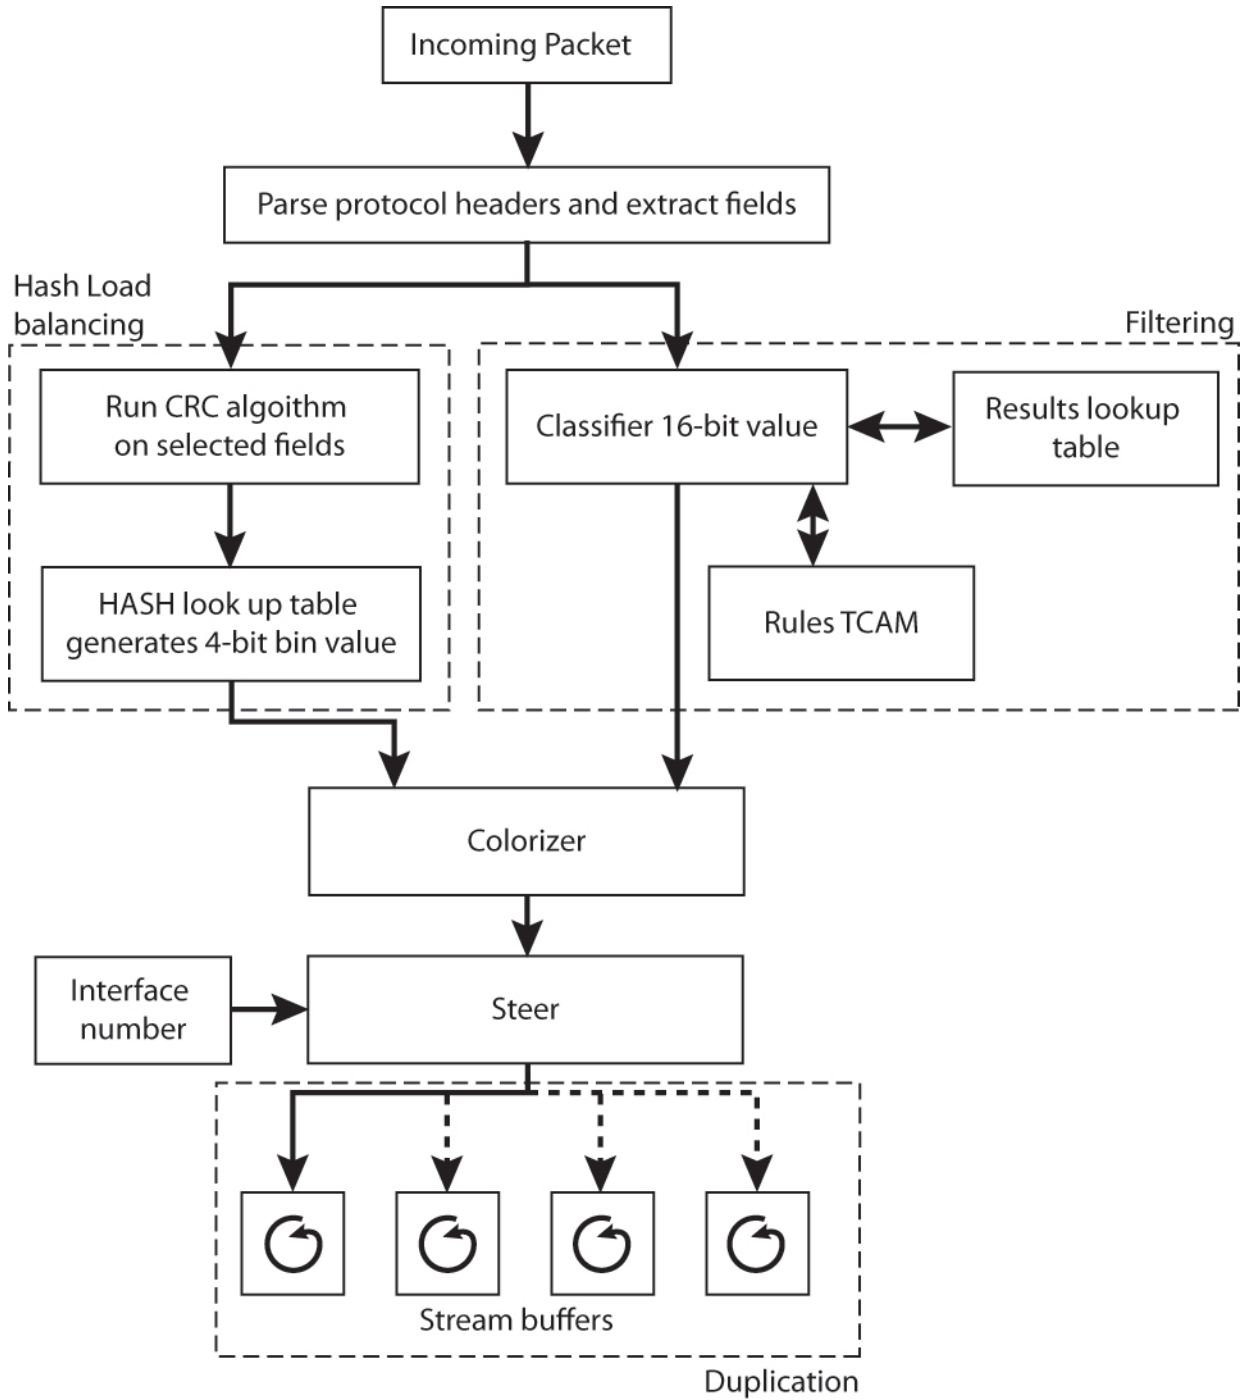 Incoming Packet
Parse protocol headers and extract fields
Hash Load
balancing
Filtering
Run CRC algoithm
on selected fields
Classifier 16-bit value
Results lookup
table
HASH look up table
generates 4-bit bin value
Rules TCAM
Colorizer
Interface
number
Steer
Stream buffers
Duplication